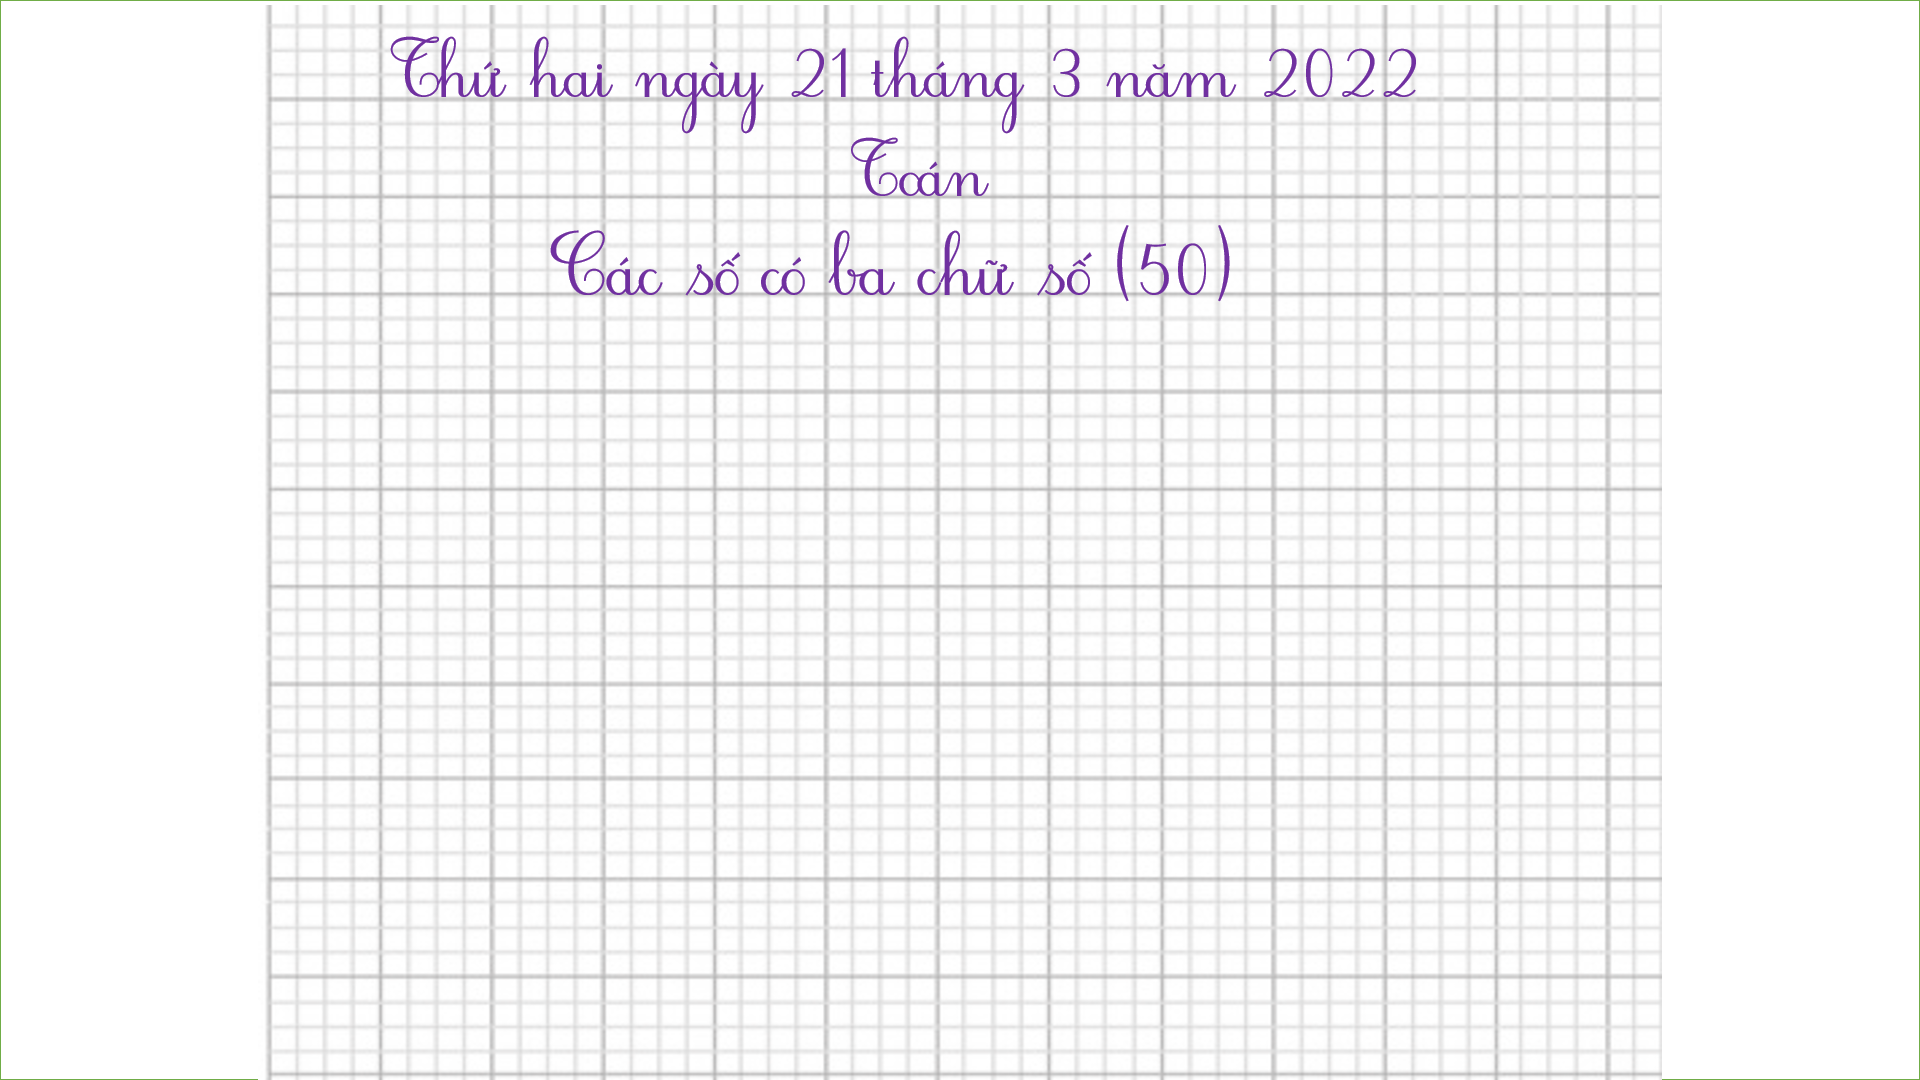 Thứ hai ngày 21 tháng 3 năm 2022
Toán
Các số có ba chữ số (50)